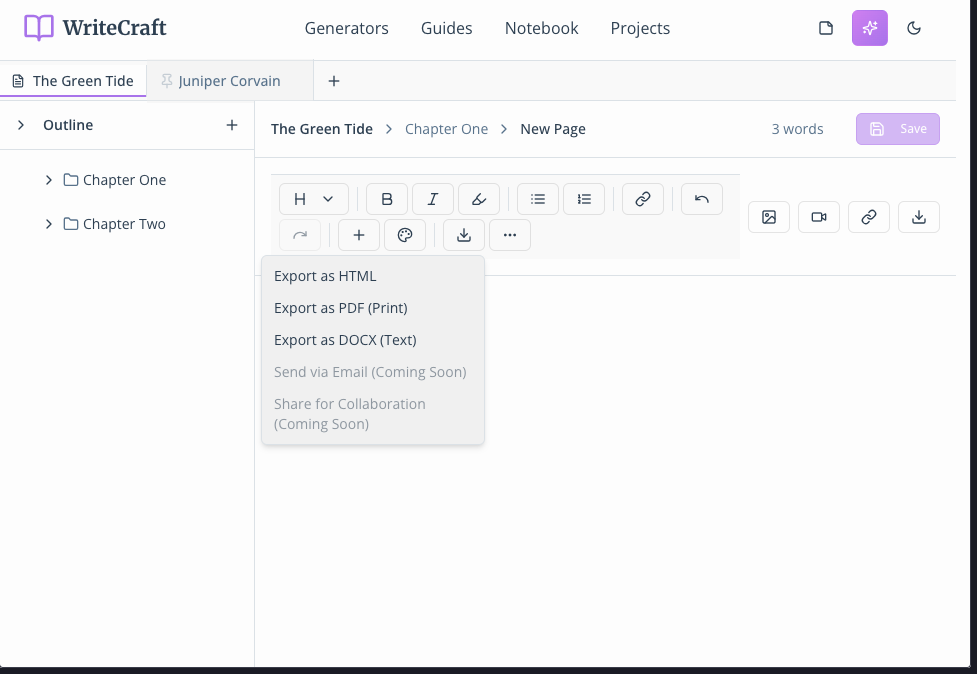 WriteCraft
Generators
Guides
Notebook
Projects
The Green Tide
Juniper Corvain
Outline
Chapter One
Chapter Two
The Green Tide
Chapter One
New Page
3 words
Save
H
B
I
Export as HTML
Export as PDF (Print)
Export as DOCX (Text)
Send via Email (Coming Soon)
Share for Collaboration
(Coming Soon)